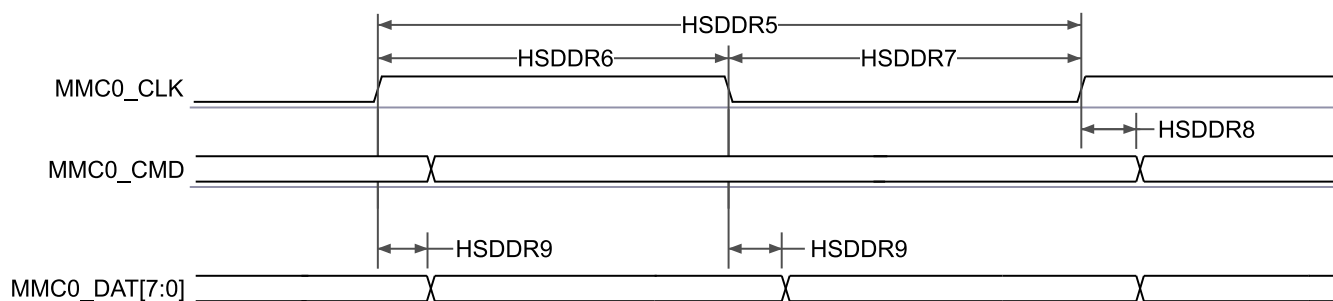 HSDDR5
HSDDR6
HSDDR7
MMC0_CLK
HSDDR8
MMC0_CMD
HSDDR9
HSDDR9
MMC0_DAT[7:0]